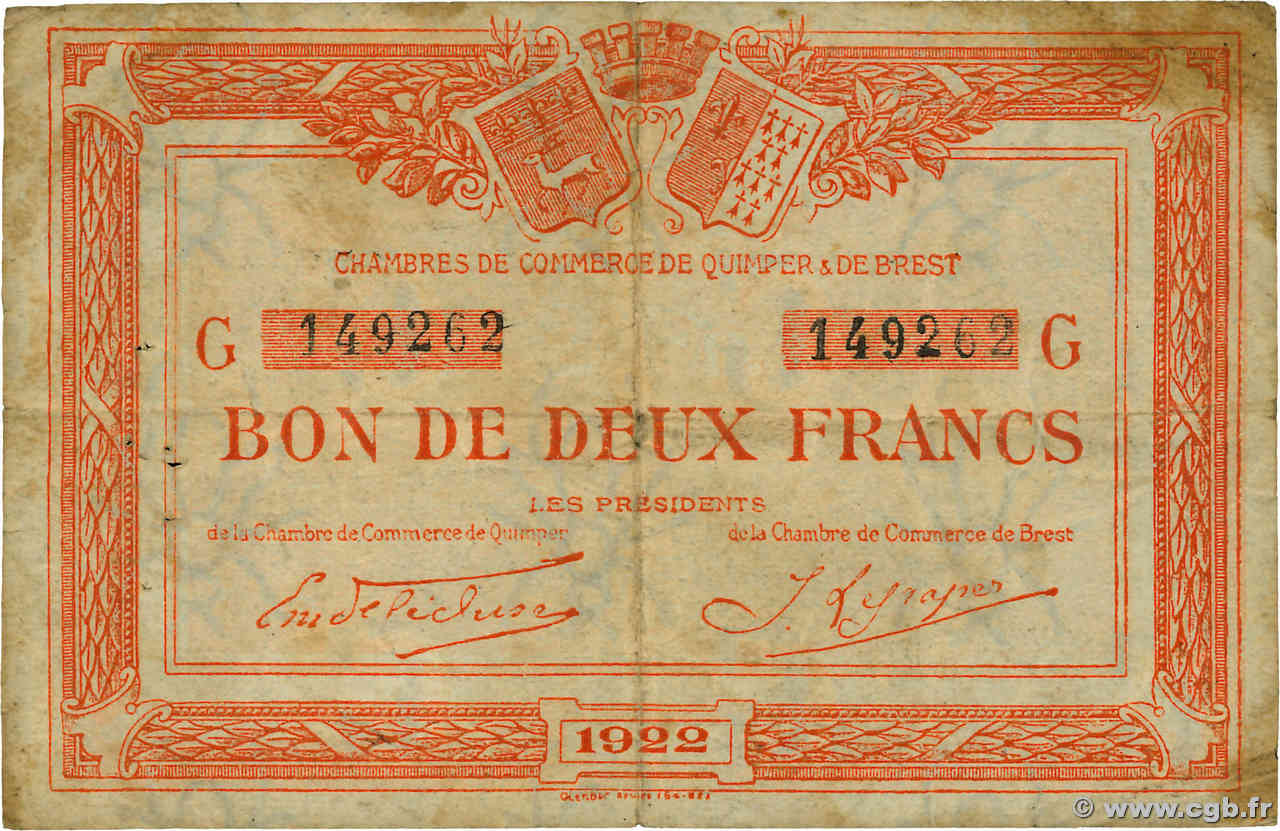 CHAMBRES DE COMMERCE DE QUIMPER & DE BREST
G 149262 149262 G
BON DE DEUX FRANCS
LES PRÉSIDENTS
de la Chambre de Commerce de Quimper de la Chambre de Commerce de Brest
1922
© www.cgb.fr